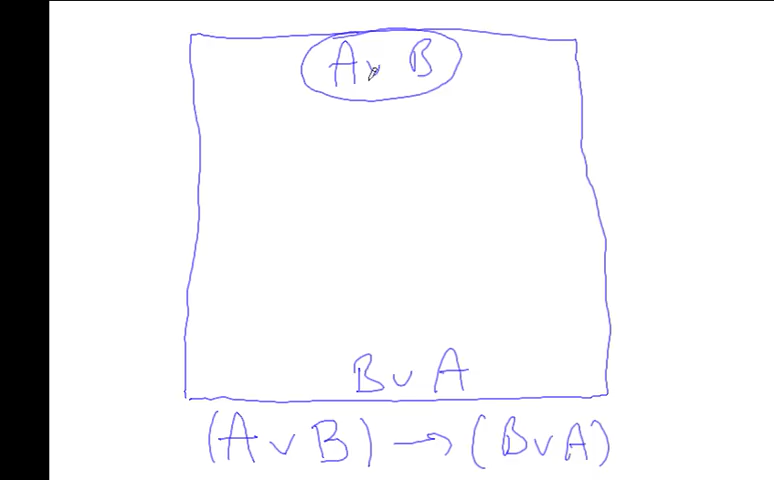 A ∨ B
B ∨ A
(A ∨ B) → (B ∨ A)